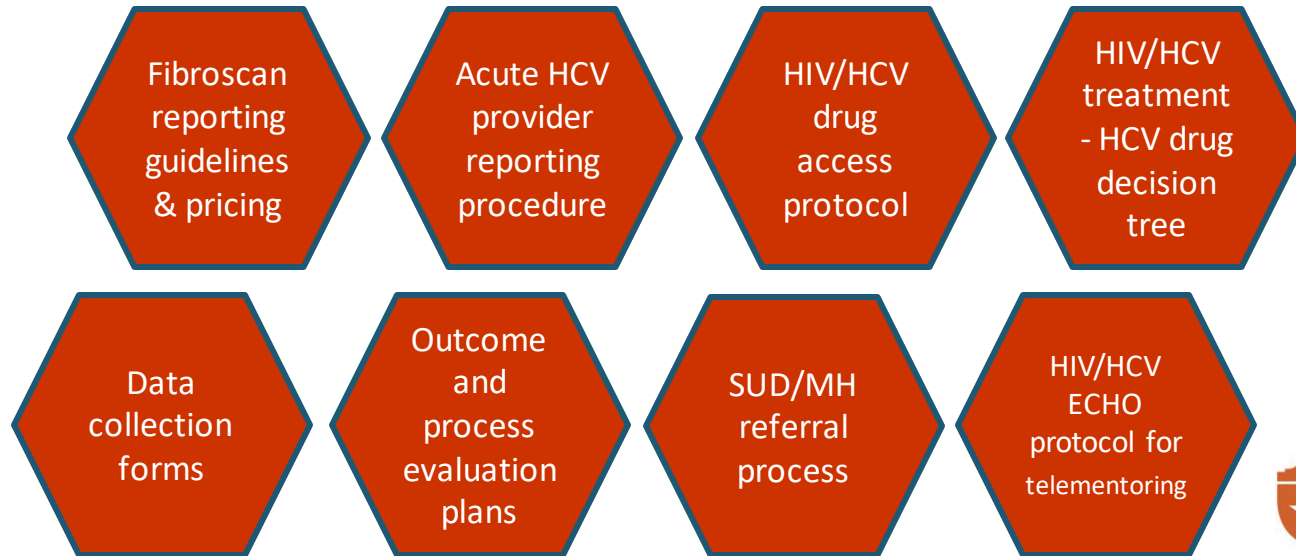 Fibroscan
reporting
guidelines
& pricing
Acute HCV
provider
reporting
procedure
HIV/HCV
drug
access
protocol
HIV/HCV
treatment
- HCV drug
decision
tree
Data
collection
forms
Outcome
and
process
evaluation
plans
SUD/MH
referral
process
HIV/HCV
ECHO
protocol for
telementoring